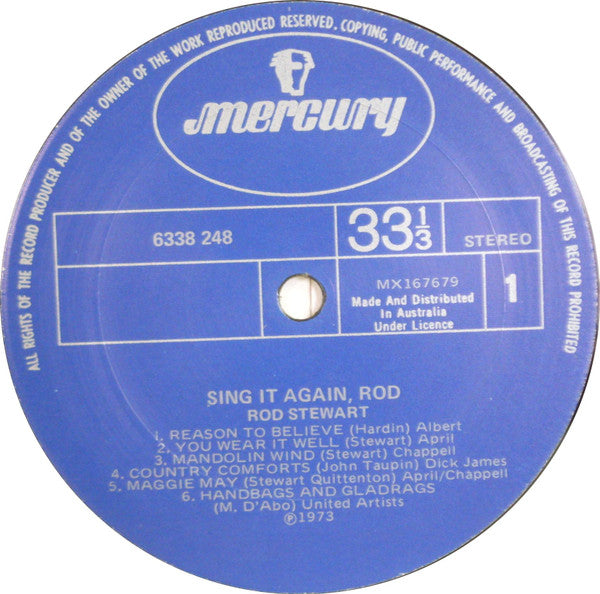 ALL RIGHTS OF THE RECORD PRODUCER AND OF THE OWNER OF THE WORK REPRODUCED RESERVED. COPYING, PUBLIC PERFORMANCE AND BROADCASTING OF THIS RECORD PROHIBITED
mercury
6338 248
33⅓
STEREO
MX167679
Made And Distributed
In Australia
Under Licence
1
SING IT AGAIN, ROD
ROD STEWART
1. REASON TO BELIEVE (Hardin) Albert
2. YOU WEAR IT WELL (Stewart) April
3. MANDOLIN WIND (Stewart) Chappell
4. COUNTRY COMFORTS (John Taupin) Dick James
5. MAGGIE MAY (Stewart Quittenton) April/Chappell
6. HANDBAGS AND GLADRAGS
(M. D'Abo) United Artists
℗1973